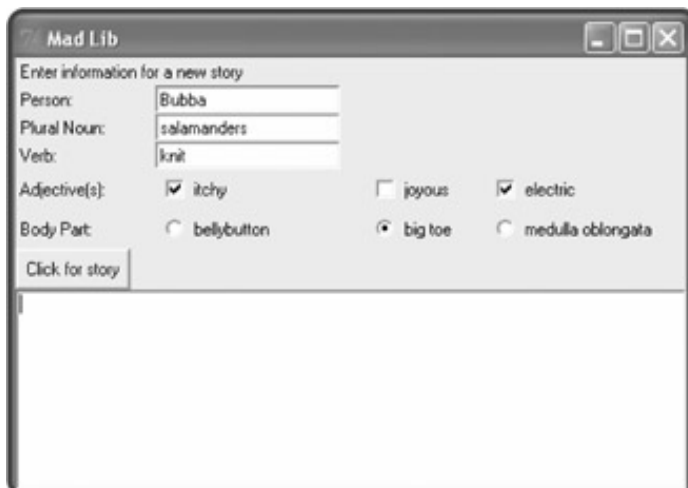 Mad Lib
Enter information for a new story
Person: Bubba
Plural Noun: salamanders
Verb: knit
Adjective(s): itchy joyous electric
Body Part: bellybutton big toe medulla oblongata
Click for story